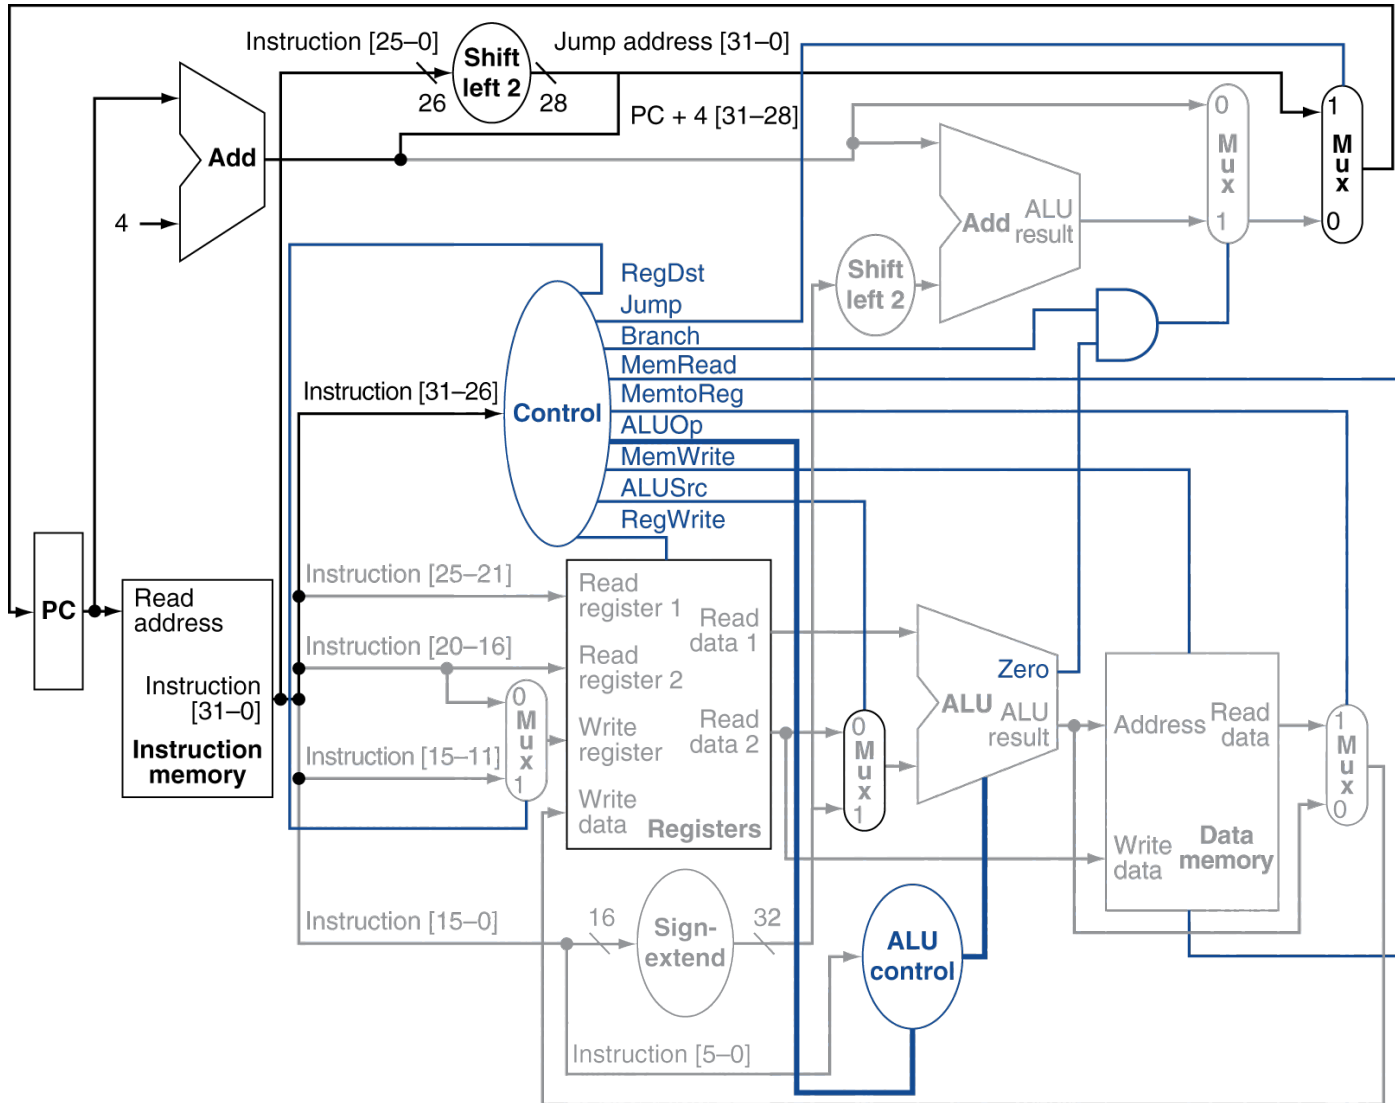 Instruction [25–0]
Shift
left 2
Jump address [31–0]
26
28
PC + 4 [31–28]
Add
4
0
M
u
x
1
1
M
u
x
0
Add
ALU
result
Shift
left 2
RegDst
Jump
Branch
MemRead
MemtoReg
ALUOp
MemWrite
ALUSrc
RegWrite
Instruction [31–26]
Control
PC
Read
address
Instruction
[31–0]
Instruction
memory
Instruction [25–21]
Instruction [20–16]
Instruction [15–11]
0
M
u
x
1
Read
register 1
Read
register 2
Write
register
Write
data
Read
data 1
Read
data 2
Registers
0
M
u
x
1
Zero
ALU
ALU
result
Address
Read
data
Write
data
Data
memory
1
M
u
x
0
Instruction [15–0]
16
Sign-
extend
32
ALU
control
Instruction [5–0]